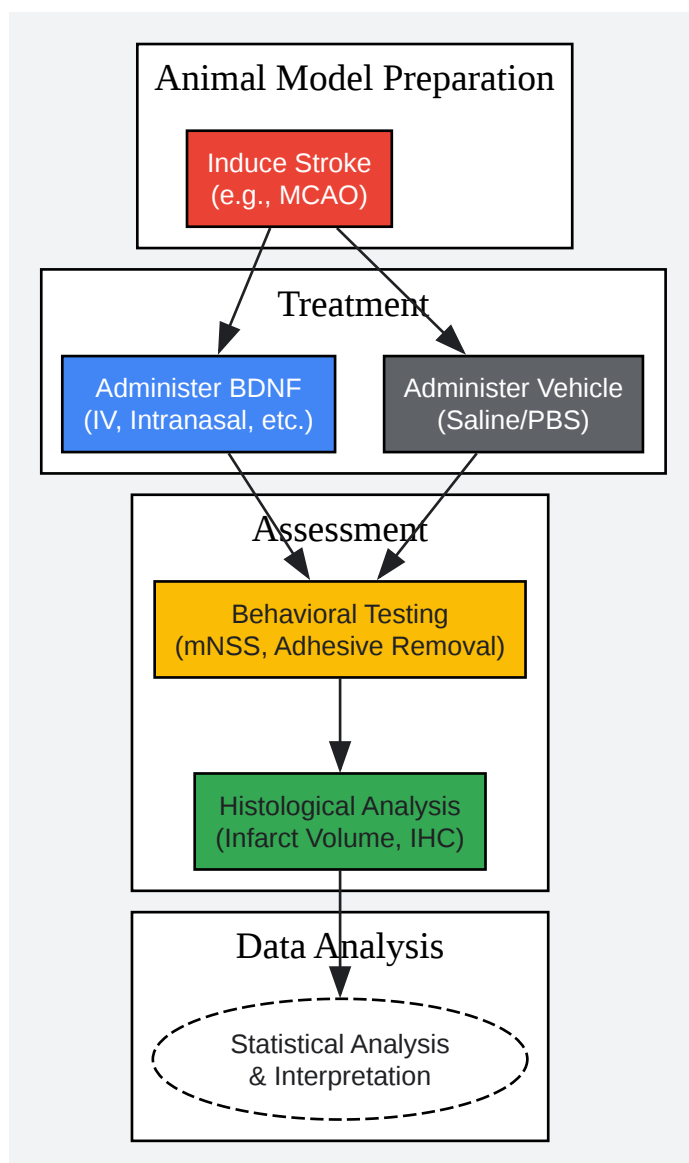 Animal Model Preparation
Induce Stroke
(e.g., MCAO)
Treatment
Administer BDNF
(IV, Intranasal, etc.)
Administer Vehicle
(Saline/PBS)
Assessment
Behavioral Testing
(mNSS, Adhesive Removal)
Histological Analysis
(Infarct Volume, IHC)
Data Analysis
Statistical Analysis
& Interpretation